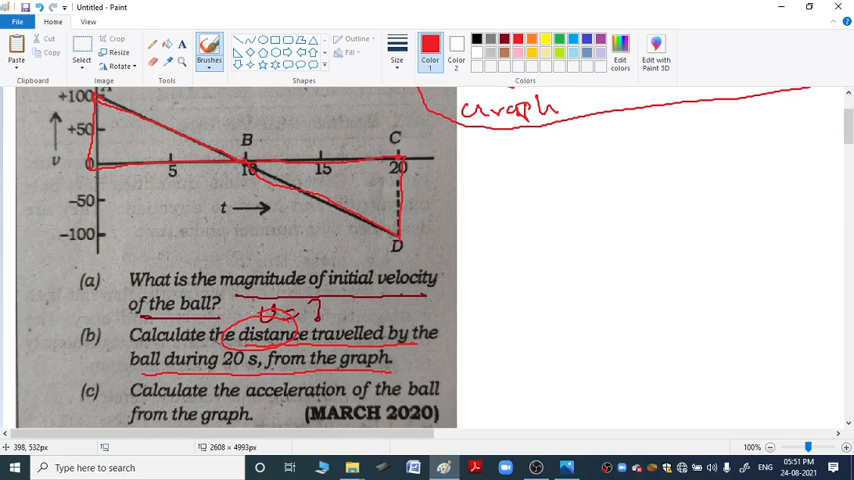 Untitled - Paint
File Home View
Paste
Cut
Copy
Clipboard
Select
Crop
Resize
Rotate
Image
A
Tools
Brushes
Shapes
Outline
Fill
Size
Color 1
Color 2
Colors
Edit colors
Edit with Paint 3D
Graph
+100 A
+50
v
0 5 10 15 20
B C
-50
t
-100
D
(a) What is the magnitude of initial velocity
of the ball?
u = ?
(b) Calculate the distance travelled by the
ball during 20 s, from the graph.
(c) Calculate the acceleration of the ball
from the graph. (MARCH 2020)
398, 532px
2608 × 4993px
100%
Type here to search
ENG
05:51 PM
24-08-2021